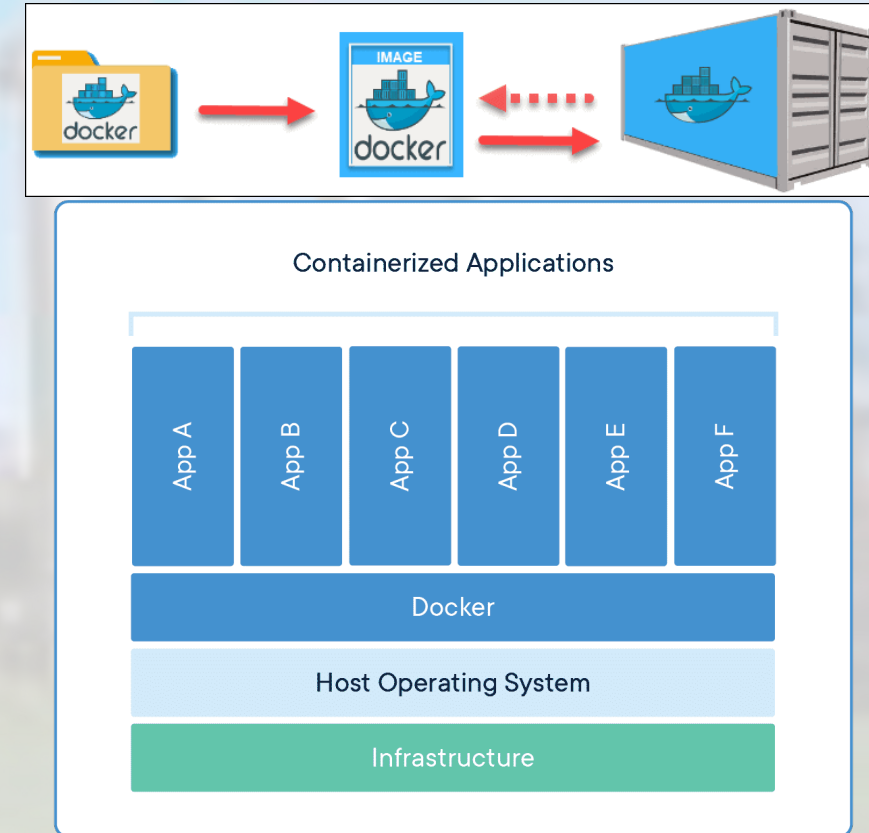 docker
IMAGE
docker
Containerized Applications
App A
App B
App C
App D
App E
App F
Docker
Host Operating System
Infrastructure